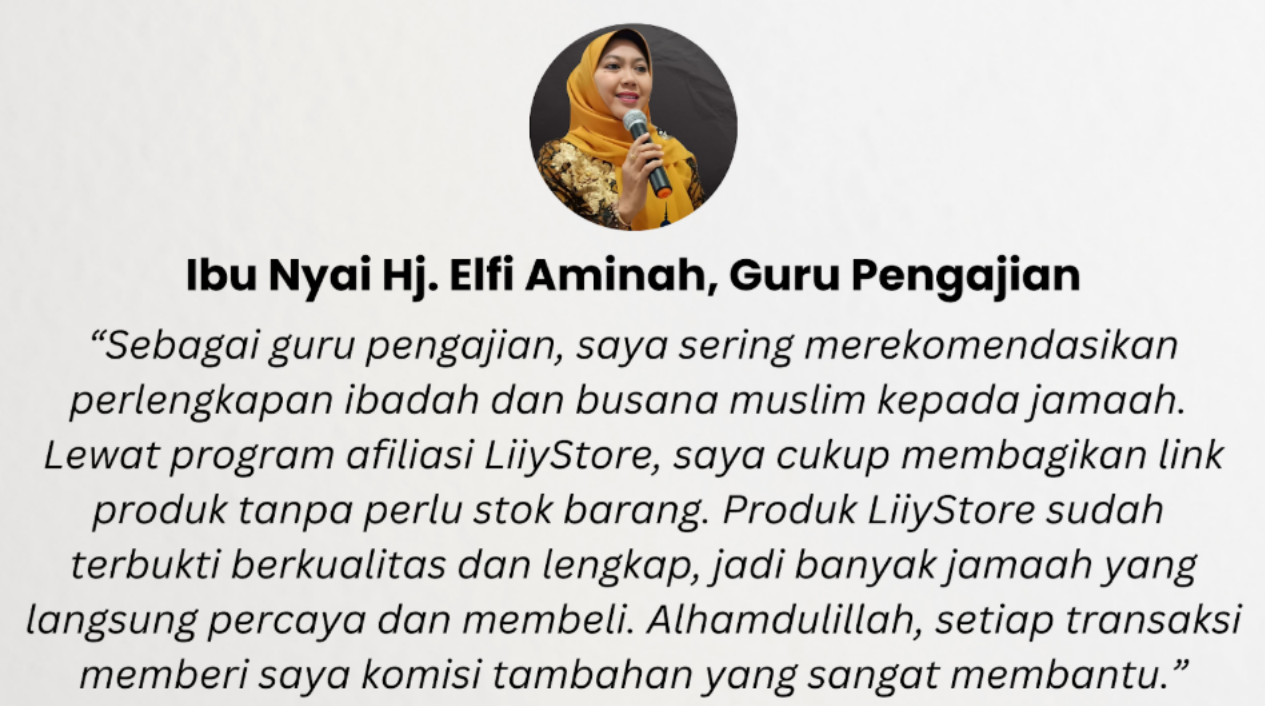 Ibu Nyai Hj. Elfi Aminah, Guru Pengajian
“Sebagai guru pengajian, saya sering merekomendasikan
perlengkapan ibadah dan busana muslim kepada jamaah.
Lewat program afiliasi LiiyStore, saya cukup membagikan link
produk tanpa perlu stok barang. Produk LiiyStore sudah
terbukti berkualitas dan lengkap, jadi banyak jamaah yang
langsung percaya dan membeli. Alhamdulillah, setiap transaksi
memberi saya komisi tambahan yang sangat membantu.”